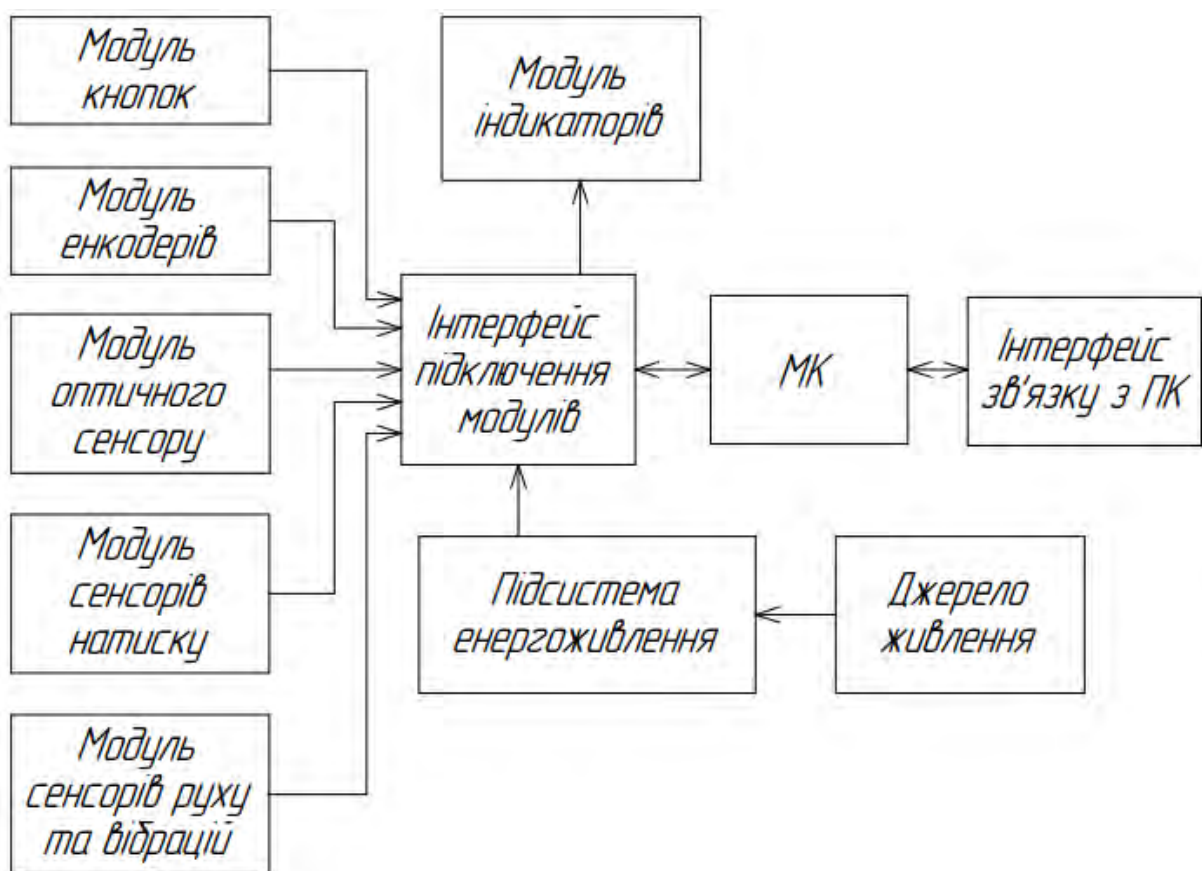 Модуль
кнопок
Модуль
енкодерів
Модуль
оптичного
сенсору
Модуль
сенсорів
натиску
Модуль
сенсорів руху
та вібрацій
Модуль
індикаторів
Інтерфейс
підключення
модулів
МК
Інтерфейс
зв'язку з ПК
Підсистема
енергоживлення
Джерело
живлення